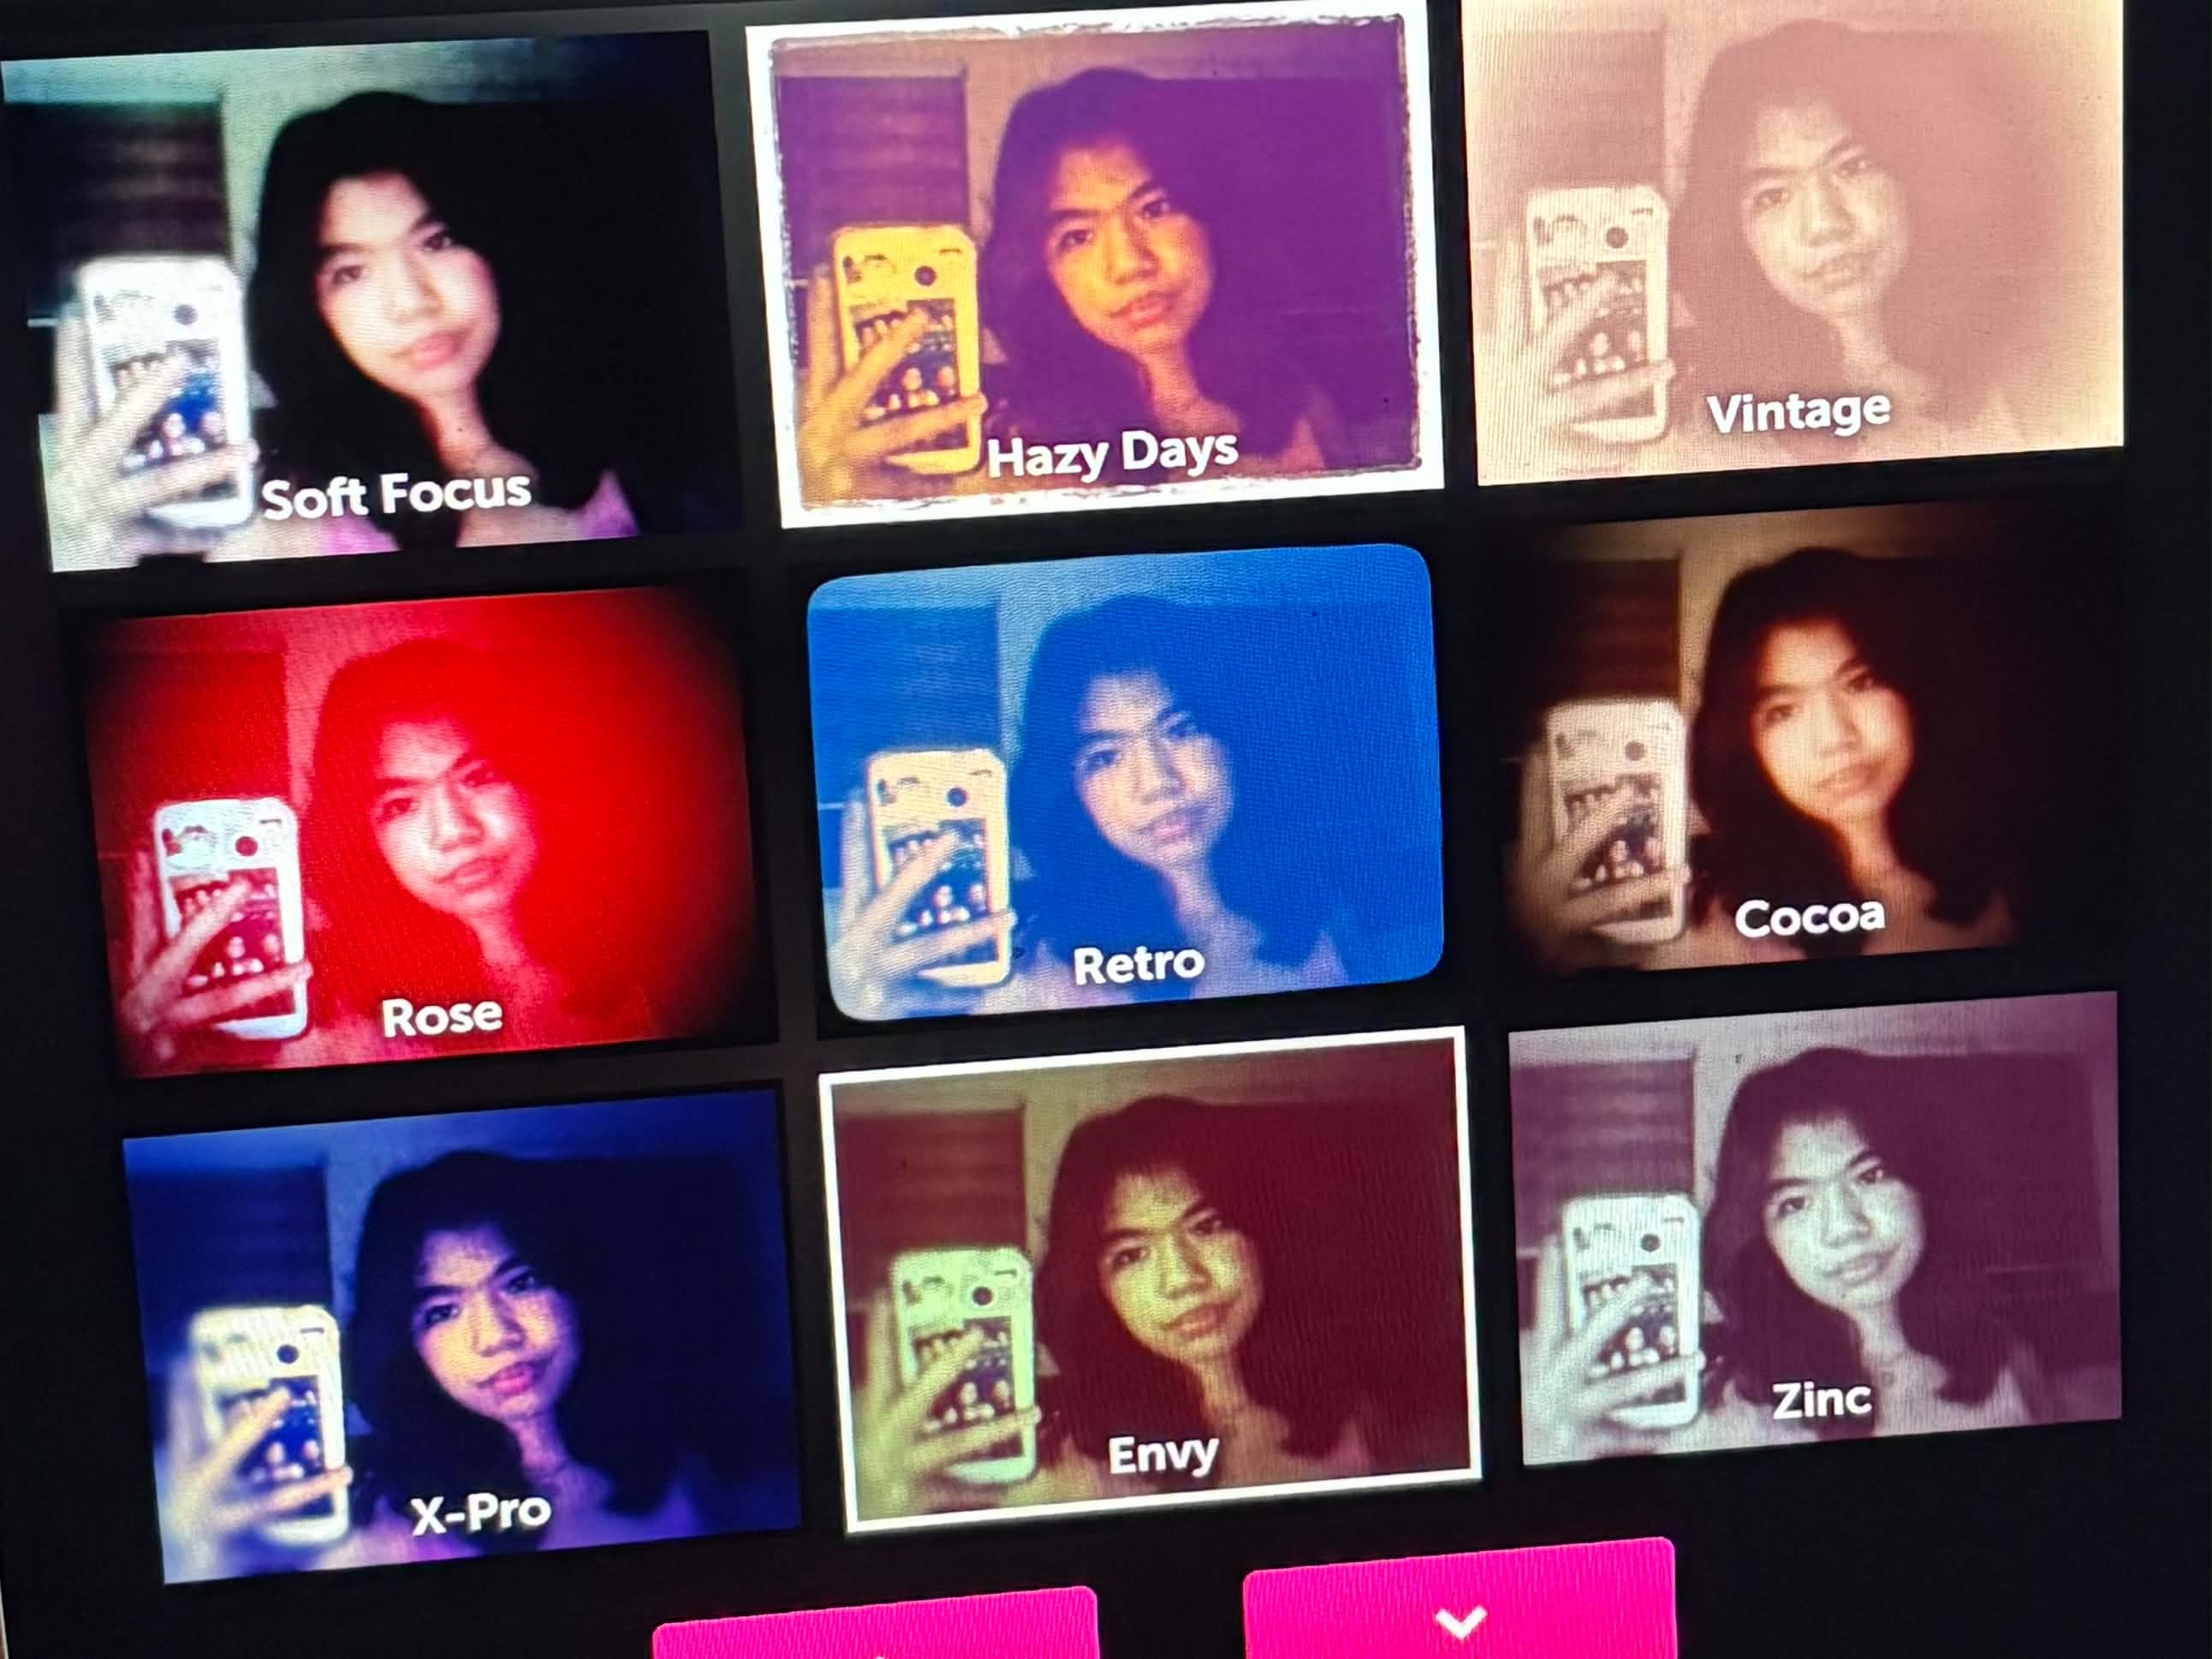 Soft Focus
Hazy Days
Vintage
Rose
Retro
Cocoa
X-Pro
Envy
Zinc